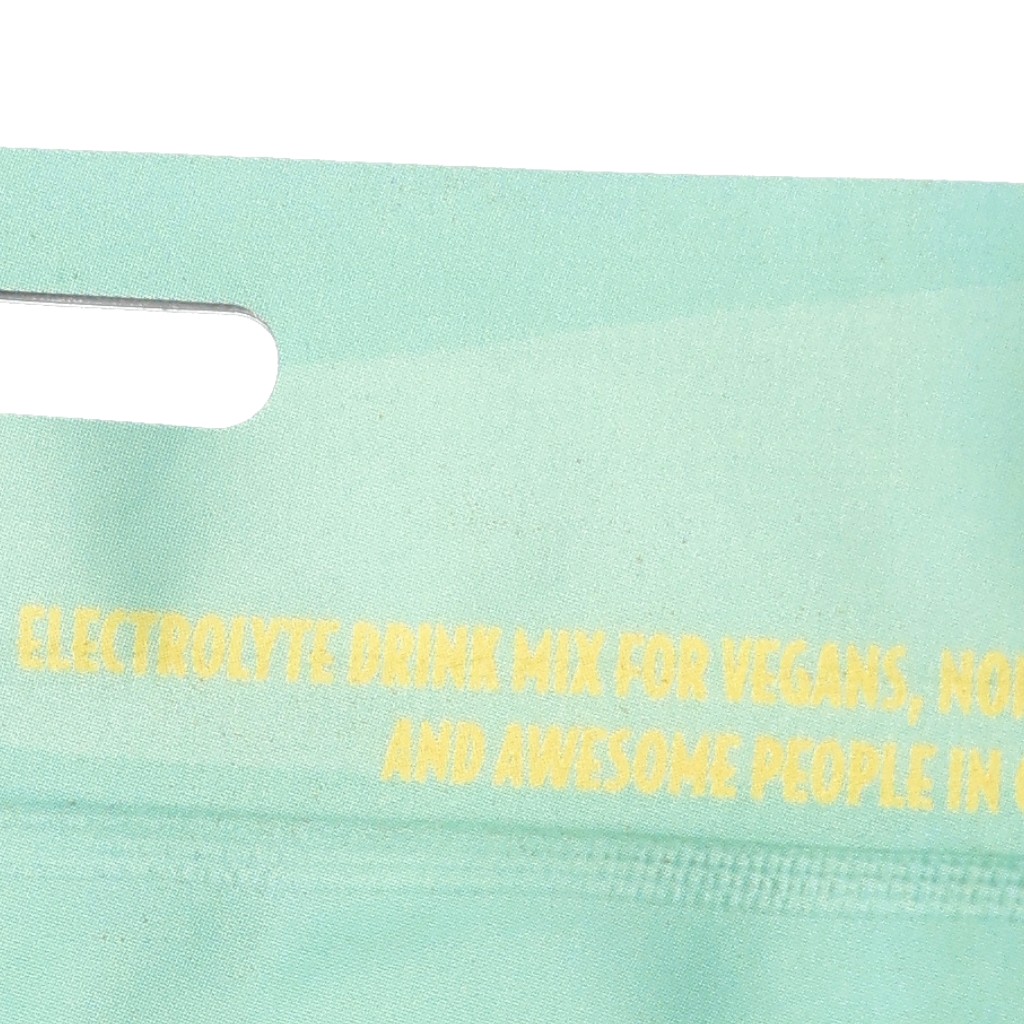 ELECTROLYTE DRINK MIX FOR VEGANS,
AND AWESOME PEOPLE IN